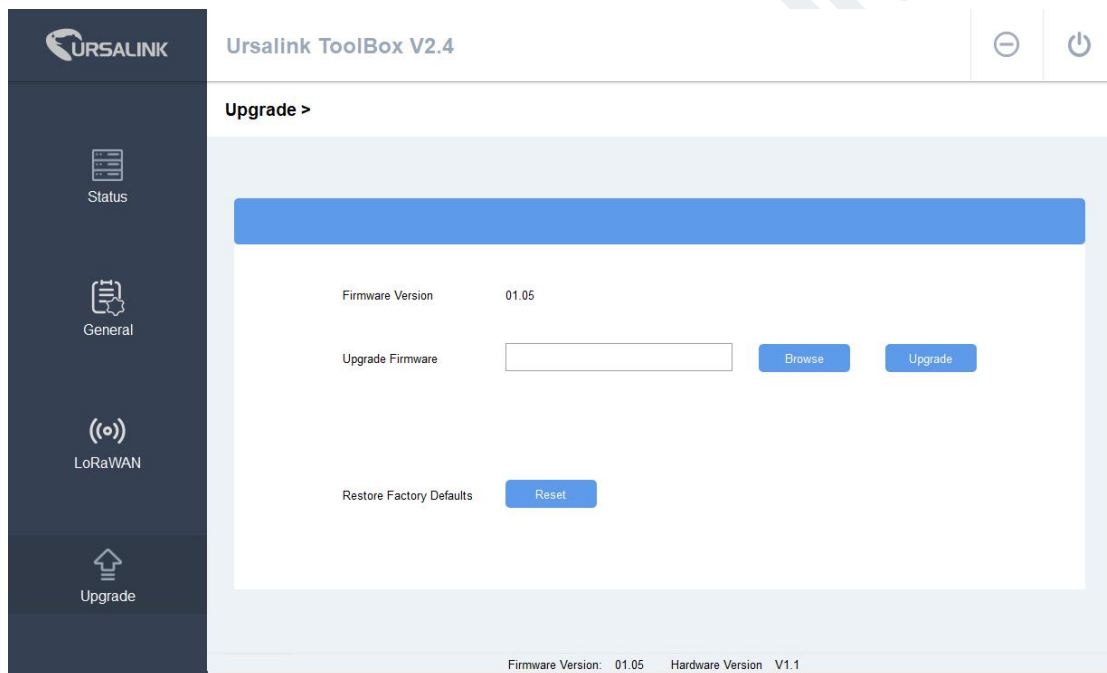 URSALINK
Ursalink ToolBox V2.4
Upgrade >
Status
General
LoRaWAN
Upgrade
Firmware Version 01.05
Upgrade Firmware Browse Upgrade
Restore Factory Defaults Reset
Firmware Version: 01.05 Hardware Version V1.1